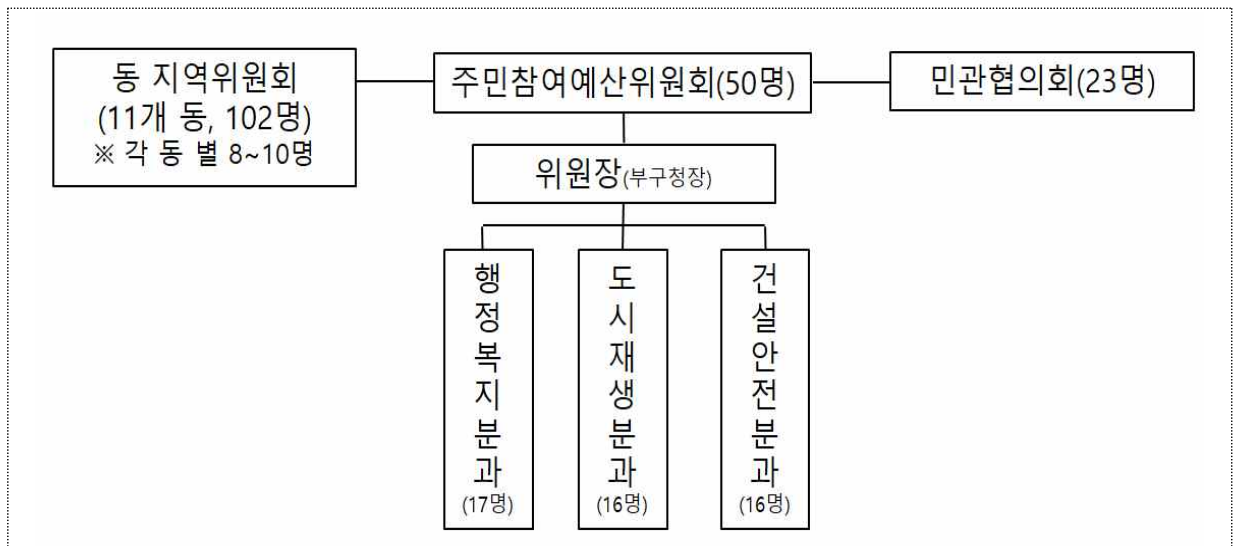 동 지역위원회
(11개 동, 102명)
※ 각 동 별 8~10명
주민참여예산위원회(50명)
민관협의회(23명)
위원장(부구청장)
행정복지분과
(17명)
도시재생분과
(16명)
건설안전분과
(16명)